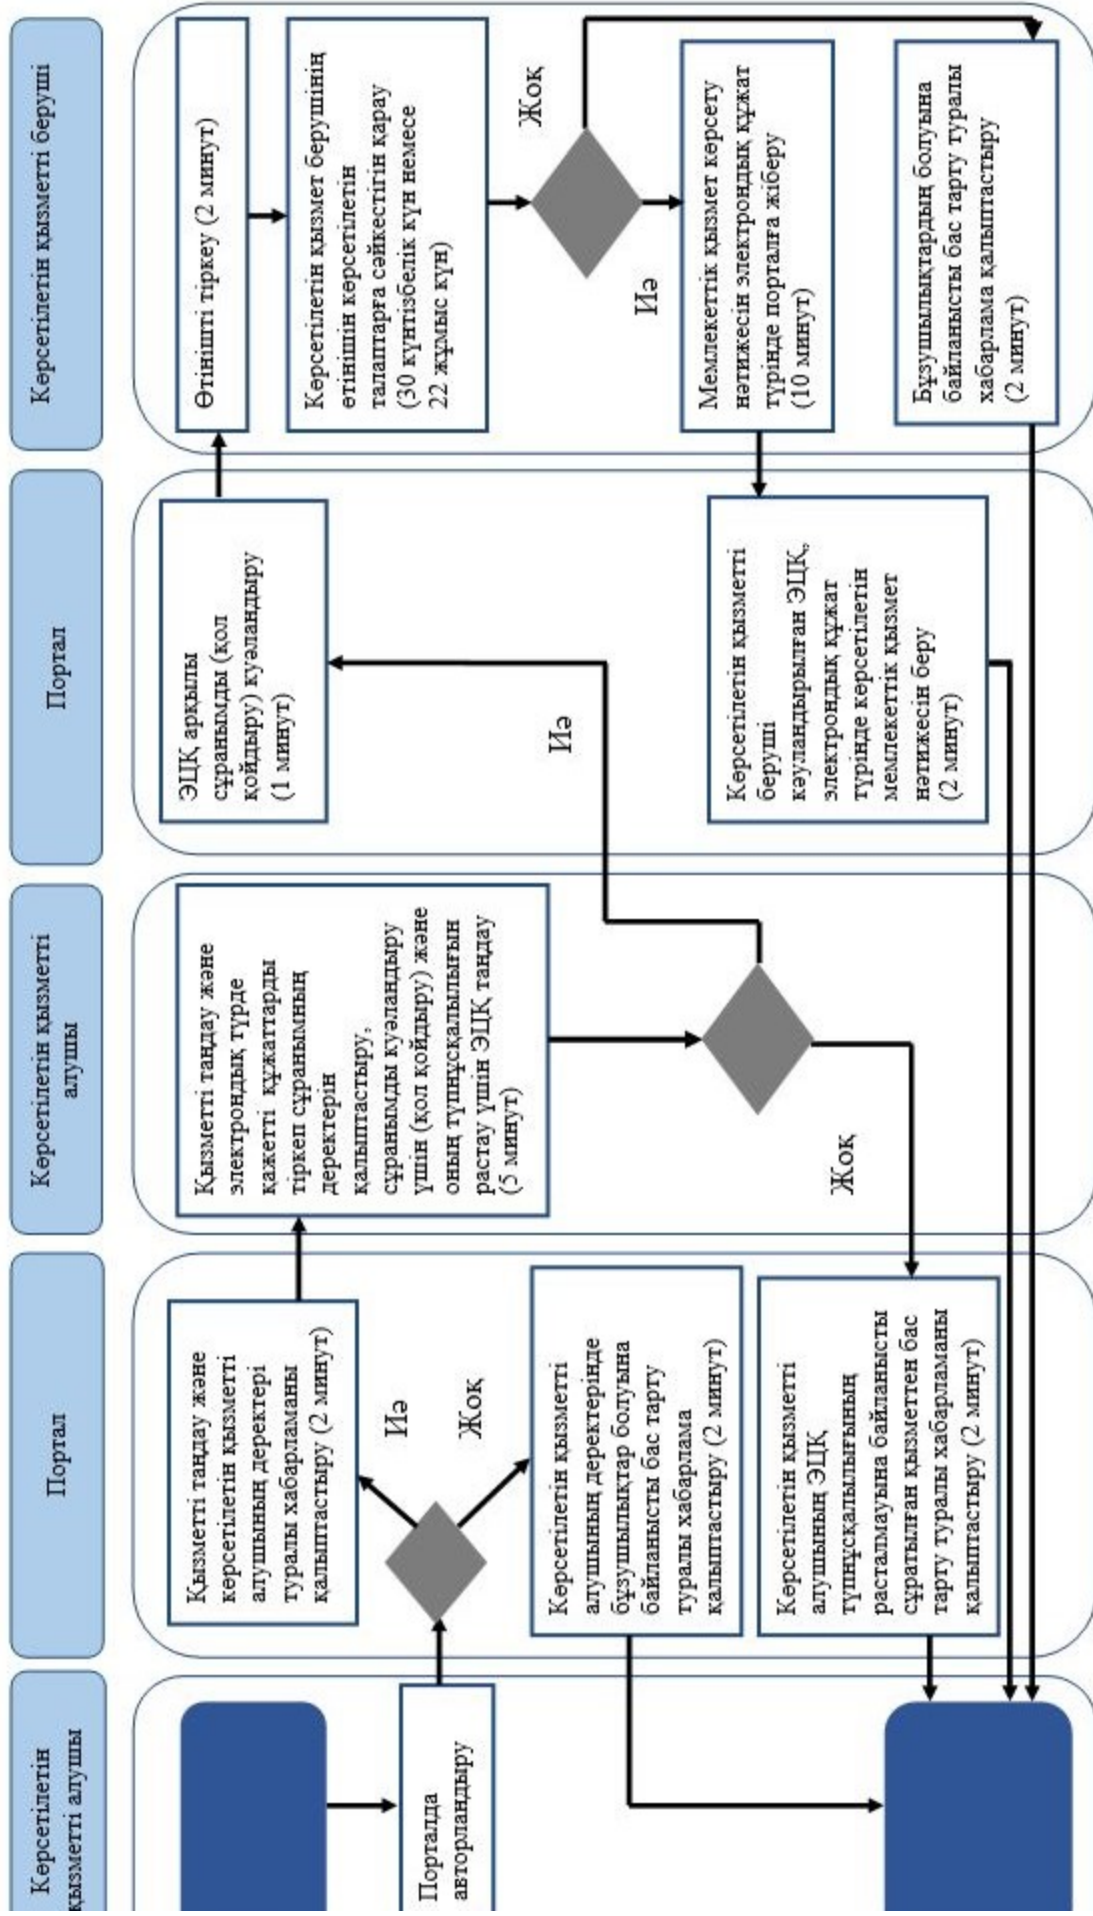 Көрсетілетін
қызметті алушы
Портал
Көрсетілетін қызметті
алушы
Портал
Көрсетілетін қызметті беруші
Порталда
авторландыру
Қызметті таңдау және
көрсетілетін қызметті
алушының деректері
туралы хабарламаны
қалыптастыру (2 минут)
Иә
Жоқ
Көрсетілетін қызметті
алушының деректерінде
бұзушылықтар болуына
байланысты бас тарту
туралы хабарлама
қалыптастыру (2 минут)
Көрсетілетін қызметті
алушының ЭЦҚ
түпнұсқалылығының
расталмауына байланысты
сұратылған қызметтен бас
тарту туралы хабарламаны
қалыптастыру (2 минут)
Қызметті таңдау және
электрондық түрде
қажетті құжаттарды
тіркеп сұранымның
деректерін
қалыптастыру,
сұранымды куәландыру
үшін (қол қойдыру) және
оның түпнұсқалылығын
растау үшін ЭЦҚ таңдау
(5 минут)
Жоқ
Иә
ЭЦҚ арқылы
сұранымды (қол
қойдыру) куәландыру
(1 минут)
Көрсетілетін қызметті
беруші
кәуландырылған ЭЦҚ,
электрондық құжат
түрінде көрсетілетін
мемлекеттік қызмет
нәтижесін беру
(2 минут)
Өтінішті тіркеу (2 минут)
Көрсетілетін қызмет берушінің
өтінішін көрсетілетін
талаптарға сәйкестігін қарау
(30 күнтізбелік күн немесе
22 жұмыс күн)
Жоқ
Иә
Мемлекеттік қызмет көрсету
нәтижесін электрондық құжат
түрінде порталға жіберу
(10 минут)
Бұзушылықтардың болуына
байланысты бас тарту туралы
хабарлама қалыптастыру
(2 минут)